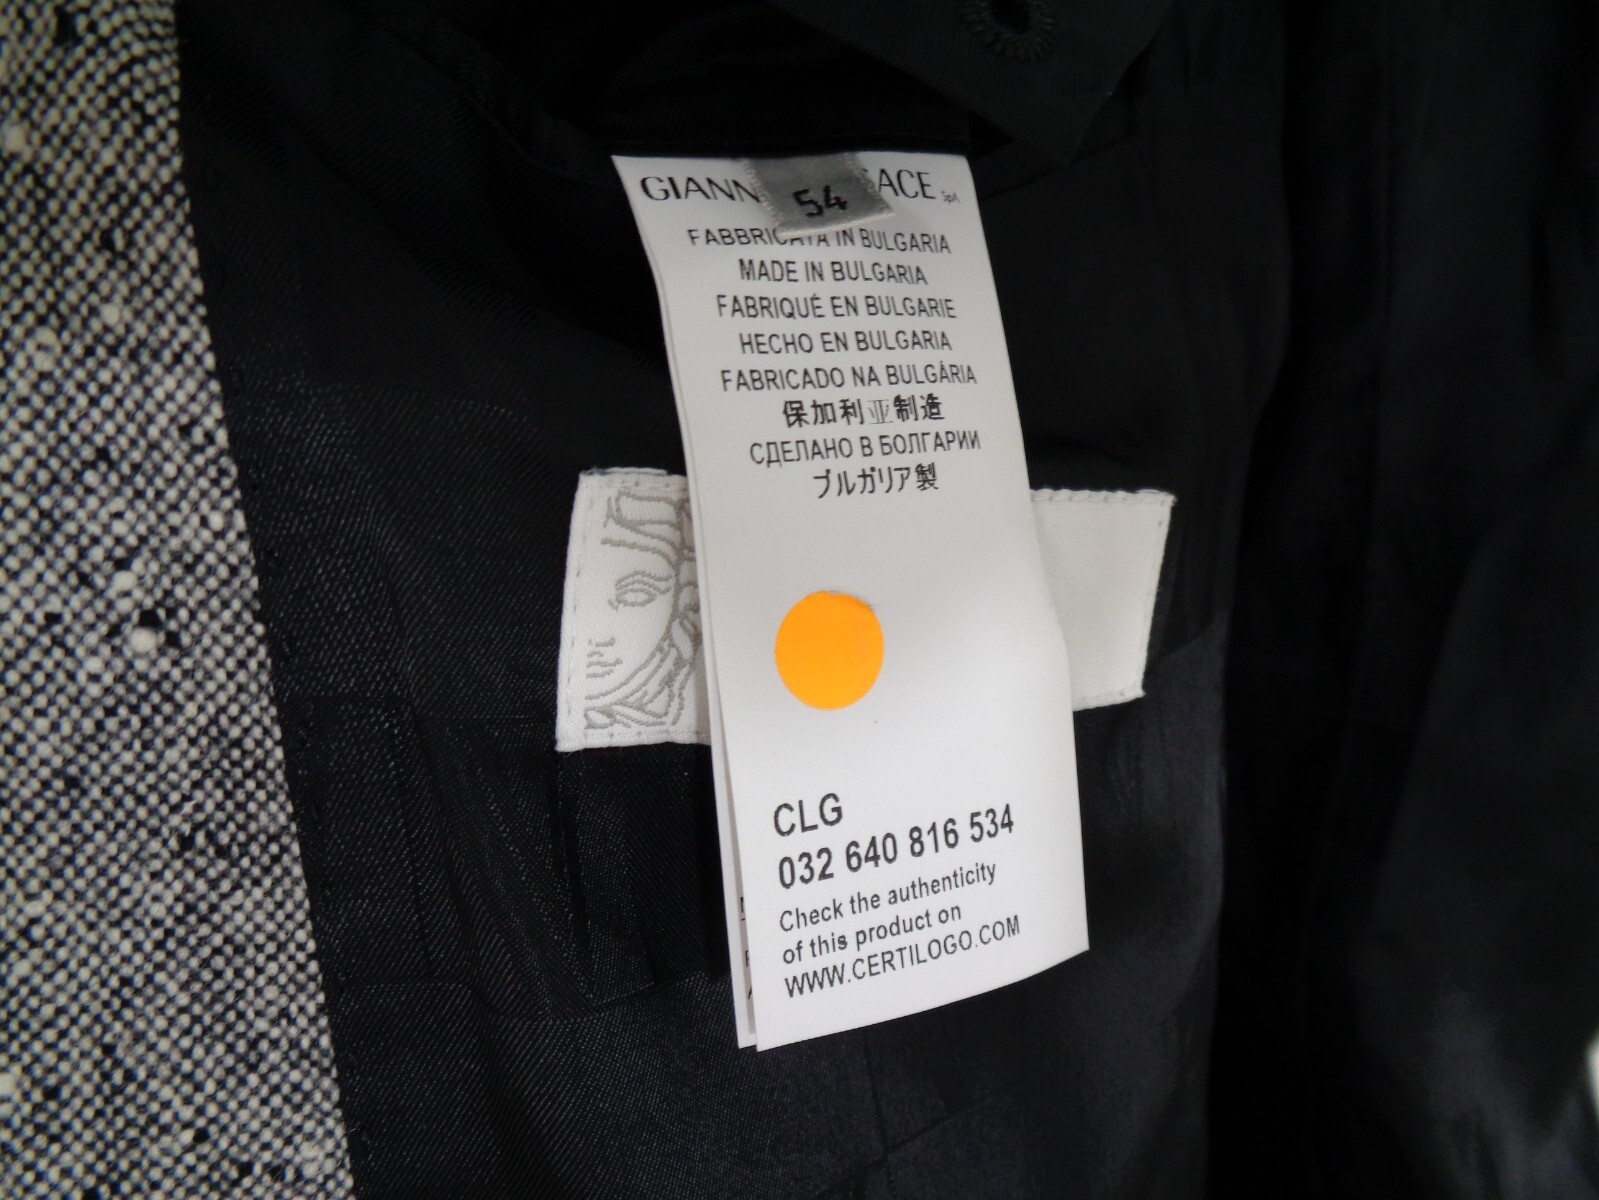 54
FABBRICATA IN BULGARIA
MADE IN BULGARIA
FABRIQUÉ EN BULGARIE
HECHO EN BULGARIA
FABRICADO NA BULGÁRIA
保加利亚制造
СДЕЛАНО В БОЛГАРИИ
ブルガリア製
CLG
032 640 816 534
Check the authenticity
of this product on
WWW.CERTILOGO.COM